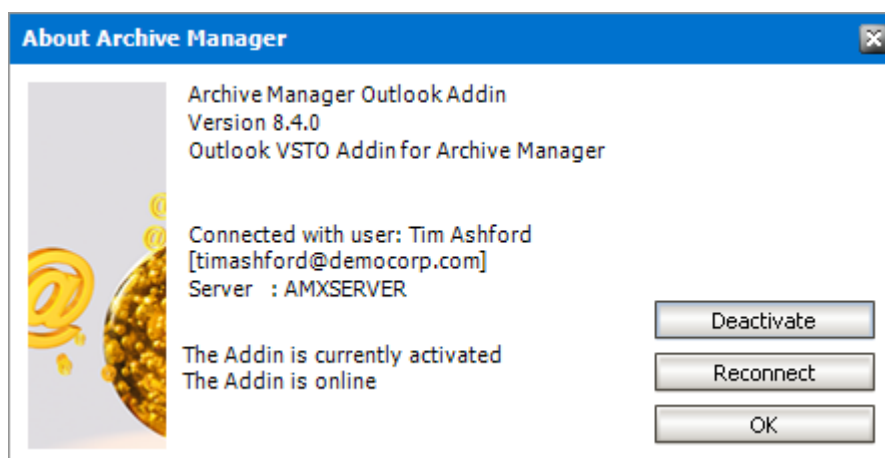 About Archive Manager
Archive Manager Outlook Addin
Version 8.4.0
Outlook VSTO Addin for Archive Manager
Connected with user: Tim Ashford
[timashford@democorp.com]
Server : AMXSERVER
The Addin is currently activated
The Addin is online
Deactivate
Reconnect
OK